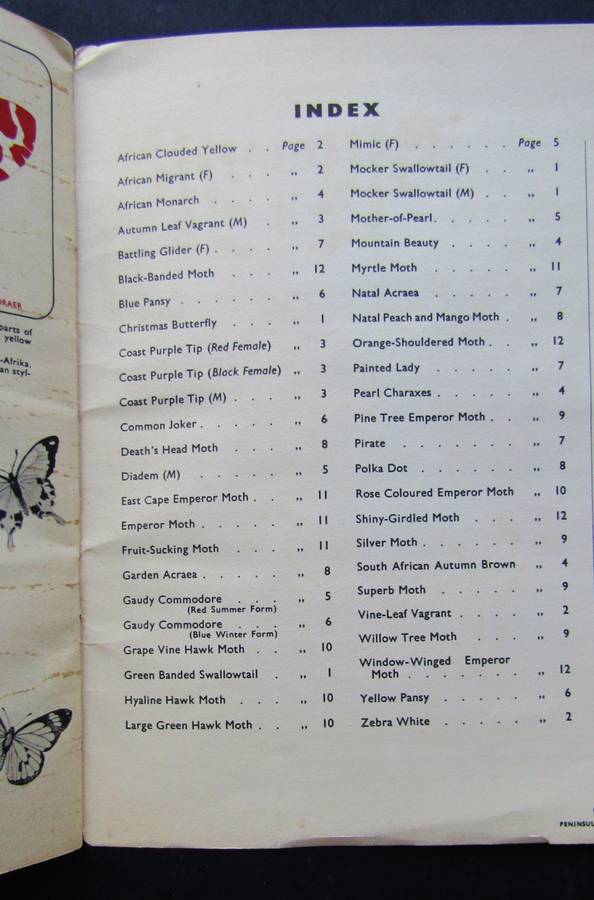 INDEX
African Clouded Yellow . . Page 2
African Migrant (F) . . . ,, 2
African Monarch . . . . ,, 4
Autumn Leaf Vagrant (M) . ,, 3
Battling Glider (F) . . . . ,, 7
Black-Banded Moth . . . ,, 12
Blue Pansy . . . . . . ,, 6
Christmas Butterfly . . . ,, 1
Coast Purple Tip (Red Female) ,, 3
Coast Purple Tip (Black Female) ,, 3
Coast Purple Tip (M) . . . ,, 3
Common Joker . . . . . ,, 6
Death's Head Moth . . . ,, 8
Diadem (M) . . . . . ,, 5
East Cape Emperor Moth . . ,, 11
Emperor Moth . . . . . ,, 11
Fruit-Sucking Moth . . . ,, 11
Garden Acraea . . . . . ,, 8
Gaudy Commodore . . . ,, 5
(Red Summer Form)
Gaudy Commodore . . . ,, 6
(Blue Winter Form)
Grape Vine Hawk Moth . . ,, 10
Green Banded Swallowtail . ,, 1
Hyaline Hawk Moth . . . ,, 10
Large Green Hawk Moth . . ,, 10
Mimic (F) . . . . . . Page 5
Mocker Swallowtail (F) . . ,, 1
Mocker Swallowtail (M) . . ,, 1
Mother-of-Pearl . . . . ,, 5
Mountain Beauty . . . . ,, 4
Myrtle Moth . . . . . ,, 11
Natal Acraea . . . . . ,, 7
Natal Peach and Mango Moth . ,, 8
Orange-Shouldered Moth . . ,, 12
Painted Lady . . . . . ,, 7
Pearl Charaxes . . . . . ,, 4
Pine Tree Emperor Moth . . ,, 9
Pirate . . . . . . ,, 7
Polka Dot . . . . . . ,, 8
Rose Coloured Emperor Moth ,, 10
Shiny-Girdled Moth . . . ,, 12
Silver Moth . . . . . ,, 9
South African Autumn Brown ,, 4
Superb Moth . . . . . ,, 9
Vine-Leaf Vagrant . . . . ,, 2
Willow Tree Moth . . . ,, 9
Window-Winged Emperor
Moth . . . . . . . ,, 12
Yellow Pansy . . . . . ,, 6
Zebra White . . . . . ,, 2
RAER
parts of
yellow
-Afrika.
an styl-
PENINSUL